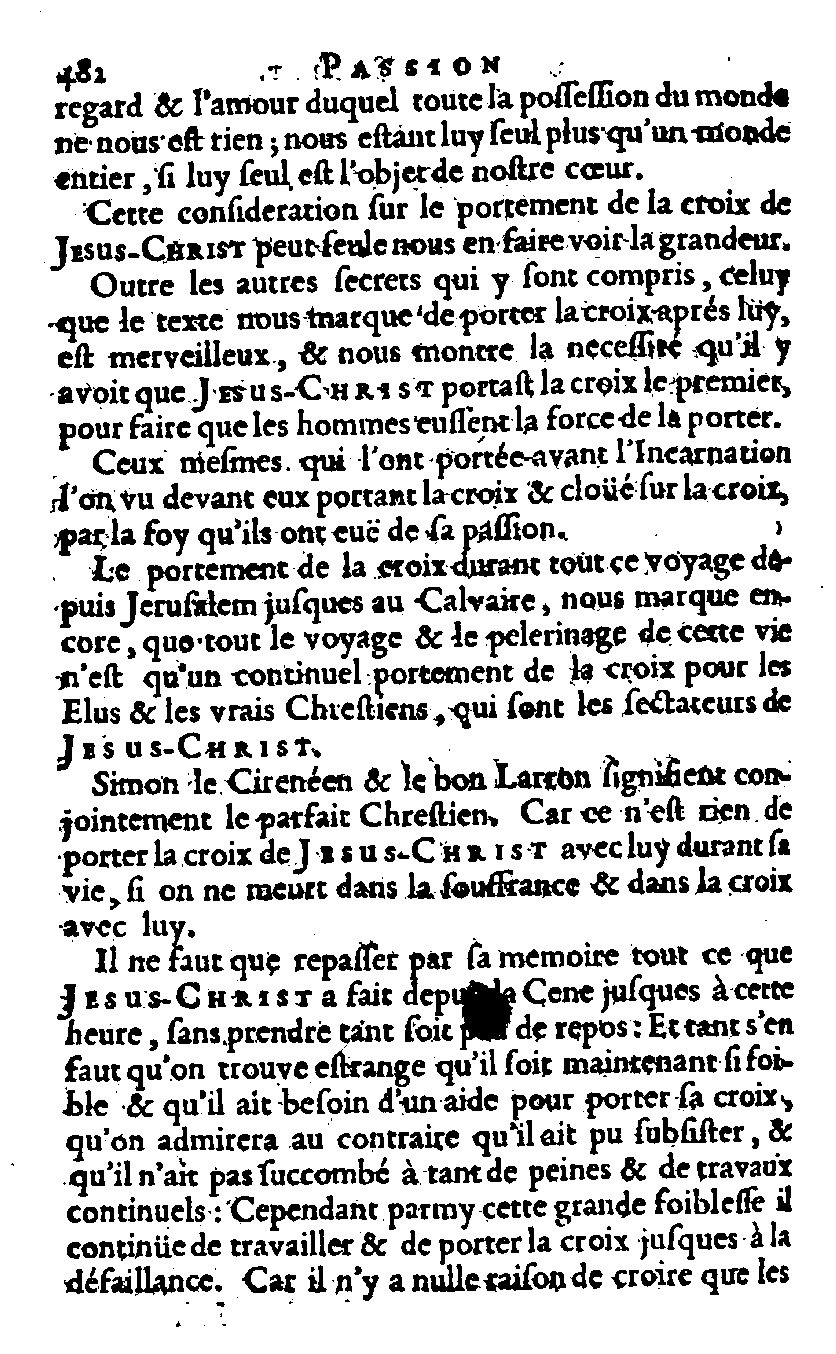 482 PASSION
regard & l'amour duquel toute la poſſeſſion du monde
ne nous eſt rien ; nous eſtant luy ſeul plus qu'un monde
entier, ſi luy ſeul eſt l'objet de noſtre cœur.
Cette conſideration ſur le portement de la croix de
JESUS-CHRIST peut ſeule nous en faire voir la grandeur.
Outre les autres ſecrets qui y ſont compris, celuy
que le texte nous marque de porter la croix aprés luy,
eſt merveilleux, & nous montre la neceſſité qu'il y
avoit que JESUS-CHRIST portaſt la croix le premier,
pour faire que les hommes euſſent la force de la porter.
Ceux meſmes qui l'ont portée avant l'Incarnation
l'on vu devant eux portant la croix & cloüé ſur la croix,
par la foy qu'ils ont euë de ſa paſſion.
Le portement de la croix durant tout ce voyage de-
puis Jeruſalem juſques au Calvaire, nous marque en-
core, que tout le voyage & le pelerinage de cette vie
n'eſt qu'un continuel portement de la croix pour les
Elus & les vrais Chreſtiens, qui ſont les ſectateurs de
JESUS-CHRIST.
Simon le Cirenéen & le bon Larron ſignifient con-
jointement le parfait Chreſtien. Car ce n'eſt rien de
porter la croix de JESUS-CHRIST avec luy durant ſa
vie, ſi on ne meurt dans la ſouffrance & dans la croix
avec luy.
Il ne faut que repaſſer par ſa memoire tout ce que
JESUS-CHRIST a fait depuis la Cene juſques à cette
heure, ſans prendre tant ſoit peu de repos : Et tant s'en
faut qu'on trouve eſtrange qu'il ſoit maintenant ſi foi-
ble & qu'il ait beſoin d'un aide pour porter ſa croix,
qu'on admirera au contraire qu'il ait pu ſubſiſter, &
qu'il n'ait pas ſuccombé à tant de peines & de travaux
continuels : Cependant parmy cette grande foibleſſe il
continüe de travailler & de porter la croix juſques à la
défaillance. Car il n'y a nulle raiſon de croire que les